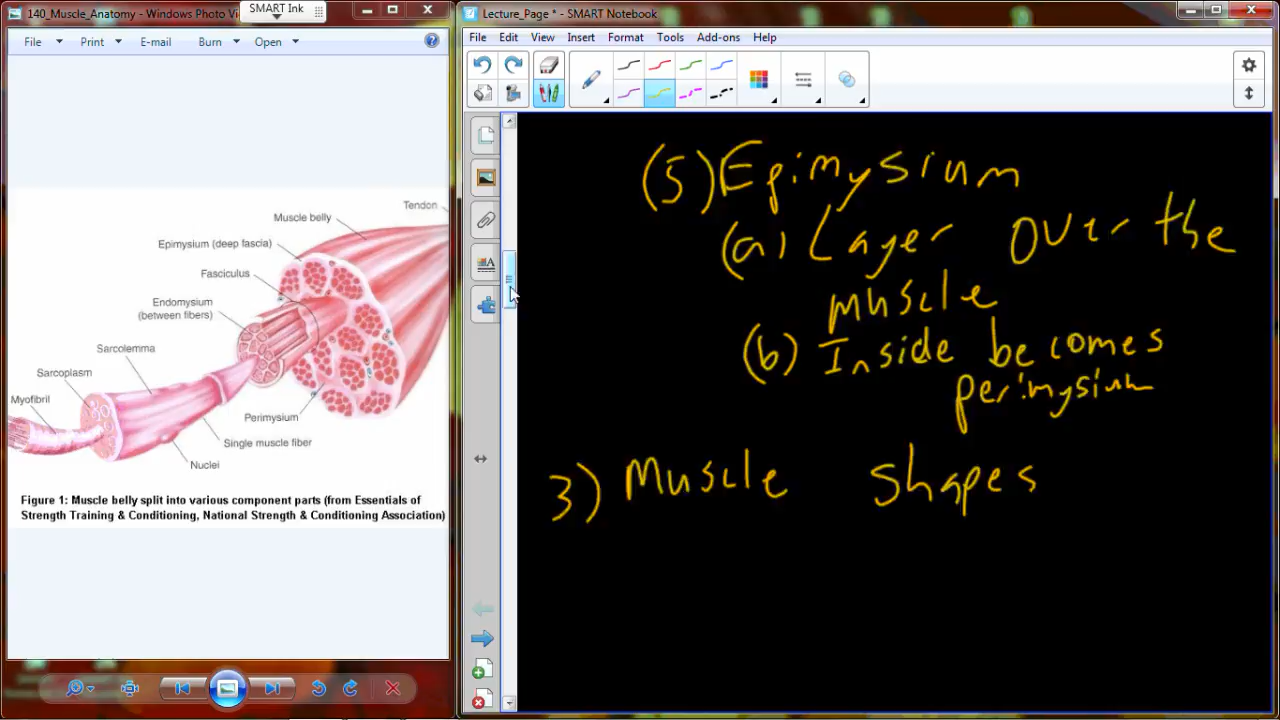 140_Muscle_Anatomy - Windows Photo Vi
SMART Ink
File Print E-mail Burn Open
Tendon
Muscle belly
Epimysium (deep fascia)
Fasciculus
Endomysium
(between fibers)
Sarcolemma
Sarcoplasm
Myofibril
Perimysium
Single muscle fiber
Nuclei
Figure 1: Muscle belly split into various component parts (from Essentials of
Strength Training & Conditioning, National Strength & Conditioning Association)
Lecture_Page * - SMART Notebook
File Edit View Insert Format Tools Add-ons Help
(5) Epimysium
(a) Layer over the
muscle
(b) Inside becomes
perimysium
3) Muscle shapes